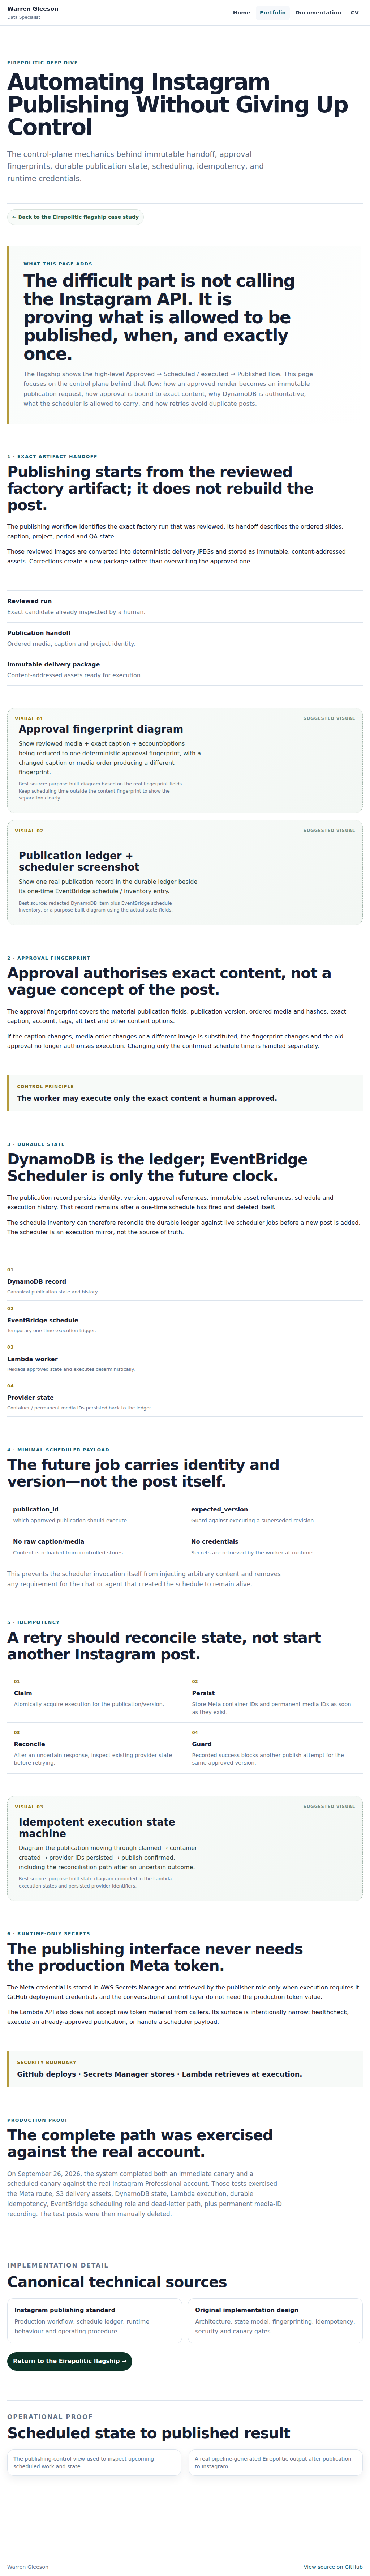 Warren Gleeson
Data Specialist
Home Portfolio Documentation CV
EIREPOLITIC DEEP DIVE
Automating Instagram
Publishing Without Giving Up
Control
The control-plane mechanics behind immutable handoff, approval
fingerprints, durable publication state, scheduling, idempotency, and
runtime credentials.
← Back to the Eirepolitic flagship case study
WHAT THIS PAGE ADDS
The difficult part is not calling
the Instagram API. It is
proving what is allowed to be
published, when, and exactly
once.
The flagship shows the high-level Approved → Scheduled / executed → Published flow. This page
focuses on the control plane behind that flow: how an approved render becomes an immutable
publication request, how approval is bound to exact content, why DynamoDB is authoritative,
what the scheduler is allowed to carry, and how retries avoid duplicate posts.
1 · EXACT ARTIFACT HANDOFF
Publishing starts from the reviewed
factory artifact; it does not rebuild the
post.
The publishing workflow identifies the exact factory run that was reviewed. Its handoff describes the ordered slides,
caption, project, period and QA state.
Those reviewed images are converted into deterministic delivery JPEGs and stored as immutable, content-addressed
assets. Corrections create a new package rather than overwriting the approved one.
Reviewed run
Exact candidate already inspected by a human.
Publication handoff
Ordered media, caption and project identity.
Immutable delivery package
Content-addressed assets ready for execution.
VISUAL 01
SUGGESTED VISUAL
Approval fingerprint diagram
Show reviewed media + exact caption + account/options
being reduced to one deterministic approval fingerprint, with a
changed caption or media order producing a different
fingerprint.
Best source: purpose-built diagram based on the real fingerprint fields.
Keep scheduling time outside the content fingerprint to show the
separation clearly.
VISUAL 02
SUGGESTED VISUAL
Publication ledger +
scheduler screenshot
Show one real publication record in the durable ledger beside
its one-time EventBridge schedule / inventory entry.
Best source: redacted DynamoDB item plus EventBridge schedule
inventory, or a purpose-built diagram using the actual state fields.
2 · APPROVAL FINGERPRINT
Approval authorises exact content, not a
vague concept of the post.
The approval fingerprint covers the material publication fields: publication version, ordered media and hashes, exact
caption, account, tags, alt text and other content options.
If the caption changes, media order changes or a different image is substituted, the fingerprint changes and the old
approval no longer authorises execution. Changing only the confirmed schedule time is handled separately.
CONTROL PRINCIPLE
The worker may execute only the exact content a human approved.
3 · DURABLE STATE
DynamoDB is the ledger; EventBridge
Scheduler is only the future clock.
The publication record persists identity, version, approval references, immutable asset references, schedule and
execution history. That record remains after a one-time schedule has fired and deleted itself.
The schedule inventory can therefore reconcile the durable ledger against live scheduler jobs before a new post is added.
The scheduler is an execution mirror, not the source of truth.
01
DynamoDB record
Canonical publication state and history.
02
EventBridge schedule
Temporary one-time execution trigger.
03
Lambda worker
Reloads approved state and executes deterministically.
04
Provider state
Container / permanent media IDs persisted back to the ledger.
4 · MINIMAL SCHEDULER PAYLOAD
The future job carries identity and
version—not the post itself.
publication_id
Which approved publication should execute.
expected_version
Guard against executing a superseded revision.
No raw caption/media
Content is reloaded from controlled stores.
No credentials
Secrets are retrieved by the worker at runtime.
This prevents the scheduler invocation itself from injecting arbitrary content and removes
any requirement for the chat or agent that created the schedule to remain alive.
5 · IDEMPOTENCY
A retry should reconcile state, not start
another Instagram post.
01
Claim
Atomically acquire execution for the publication/version.
02
Persist
Store Meta container IDs and permanent media IDs as soon
as they exist.
03
Reconcile
After an uncertain response, inspect existing provider state
before retrying.
04
Guard
Recorded success blocks another publish attempt for the
same approved version.
VISUAL 03
SUGGESTED VISUAL
Idempotent execution state
machine
Diagram the publication moving through claimed → container
created → provider IDs persisted → publish confirmed,
including the reconciliation path after an uncertain outcome.
Best source: purpose-built state diagram grounded in the Lambda
execution states and persisted provider identifiers.
6 · RUNTIME-ONLY SECRETS
The publishing interface never needs
the production Meta token.
The Meta credential is stored in AWS Secrets Manager and retrieved by the publisher role only when execution requires it.
GitHub deployment credentials and the conversational control layer do not need the production token value.
The Lambda API also does not accept raw token material from callers. Its surface is intentionally narrow: healthcheck,
execute an already-approved publication, or handle a scheduler payload.
SECURITY BOUNDARY
GitHub deploys · Secrets Manager stores · Lambda retrieves at execution.
PRODUCTION PROOF
The complete path was exercised
against the real account.
On September 26, 2026, the system completed both an immediate canary and a
scheduled canary against the real Instagram Professional account. Those tests exercised
the Meta route, S3 delivery assets, DynamoDB state, Lambda execution, durable
idempotency, EventBridge scheduling role and dead-letter path, plus permanent media-ID
recording. The test posts were then manually deleted.
IMPLEMENTATION DETAIL
Canonical technical sources
Instagram publishing standard
Production workflow, schedule ledger, runtime
behaviour and operating procedure
Original implementation design
Architecture, state model, fingerprinting, idempotency,
security and canary gates
Return to the Eirepolitic flagship →
OPERATIONAL PROOF
Scheduled state to published result
The publishing-control view used to inspect upcoming
scheduled work and state.
A real pipeline-generated Eirepolitic output after publication
to Instagram.
Warren Gleeson
View source on GitHub